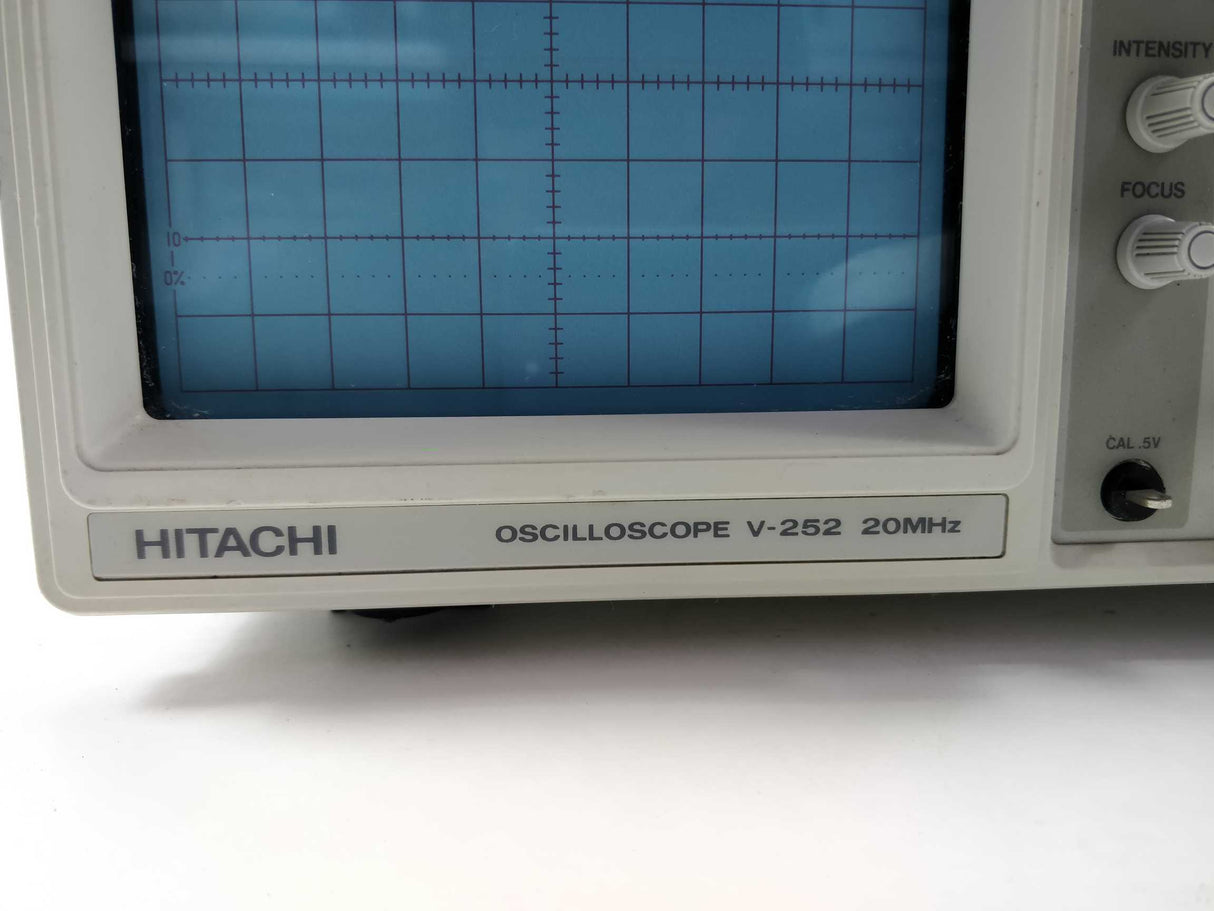 INTENSITY
FOCUS
10
0%
CAL .5V
HITACHI OSCILLOSCOPE V-252 20MHz